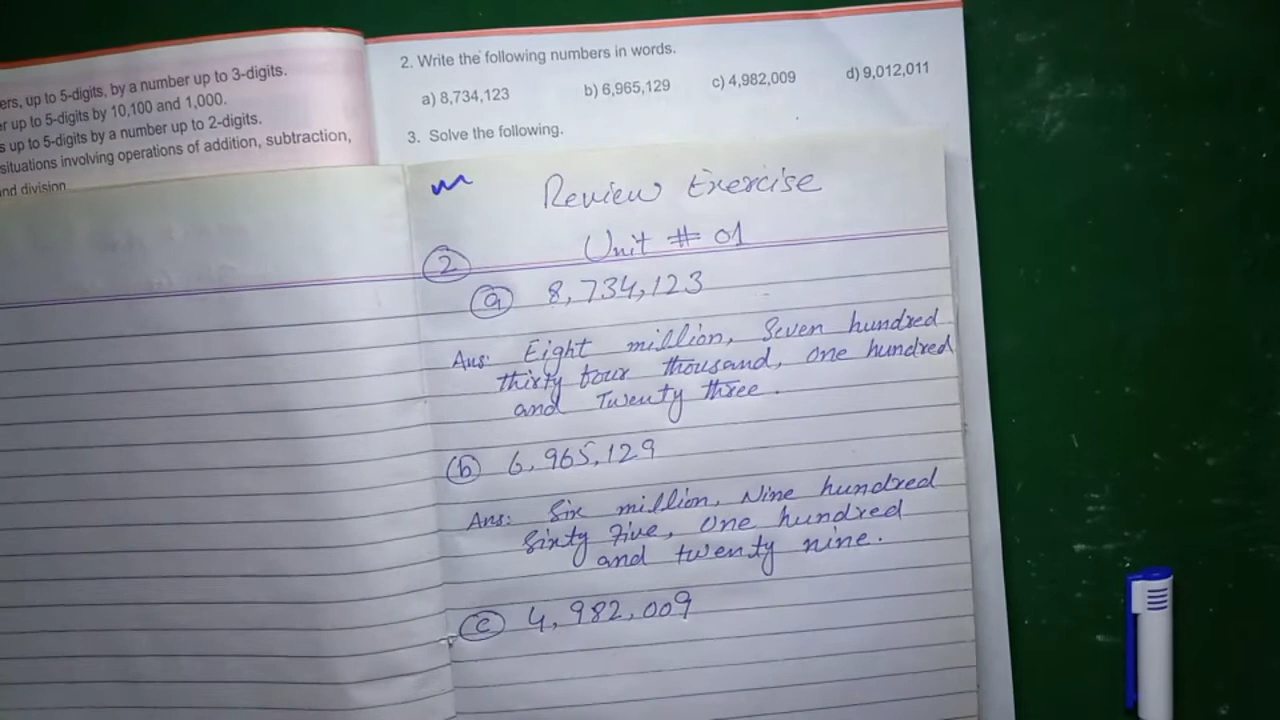 ers, up to 5-digits, by a number up to 3-digits.
r up to 5-digits by 10,100 and 1,000.
s up to 5-digits by a number up to 2-digits.
situations involving operations of addition, subtraction,
nd division
2. Write the following numbers in words.
a) 8,734,123 b) 6,965,129 c) 4,982,009 d) 9,012,011
3. Solve the following.
Review Exercise
Unit # 01
2
a 8,734,123
Ans: Eight million, Seven hundred
thirty four thousand, one hundred
and Twenty three.
b 6,965,129
Ans: Six million, Nine hundred
Sixty Five, One hundred
and twenty nine.
c 4,982,009